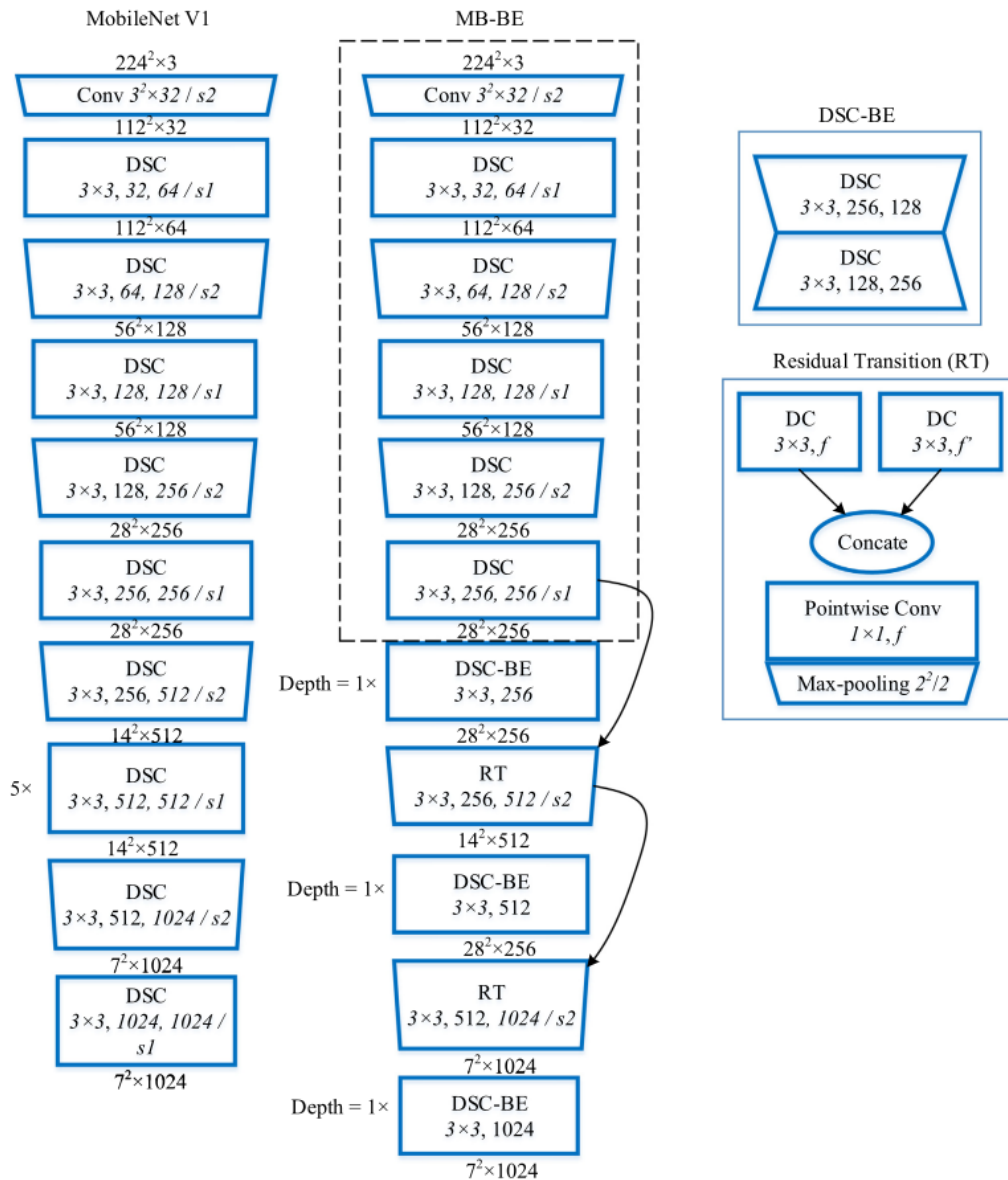 MobileNet V1
224²×3
Conv 3²×32 / s2
112²×32
DSC
3×3, 32, 64 / s1
112²×64
DSC
3×3, 64, 128 / s2
56²×128
DSC
3×3, 128, 128 / s1
56²×128
DSC
3×3, 128, 256 / s2
28²×256
DSC
3×3, 256, 256 / s1
28²×256
DSC
3×3, 256, 512 / s2
14²×512
5×
DSC
3×3, 512, 512 / s1
14²×512
DSC
3×3, 512, 1024 / s2
7²×1024
DSC
3×3, 1024, 1024 /
s1
7²×1024
MB-BE
224²×3
Conv 3²×32 / s2
112²×32
DSC
3×3, 32, 64 / s1
112²×64
DSC
3×3, 64, 128 / s2
56²×128
DSC
3×3, 128, 128 / s1
56²×128
DSC
3×3, 128, 256 / s2
28²×256
DSC
3×3, 256, 256 / s1
28²×256
Depth = 1×
DSC-BE
3×3, 256
28²×256
RT
3×3, 256, 512 / s2
14²×512
Depth = 1×
DSC-BE
3×3, 512
28²×256
RT
3×3, 512, 1024 / s2
7²×1024
Depth = 1×
DSC-BE
3×3, 1024
7²×1024
DSC-BE
DSC
3×3, 256, 128
DSC
3×3, 128, 256
Residual Transition (RT)
DC
3×3, f
DC
3×3, f'
Concate
Pointwise Conv
1×1, f
Max-pooling 2²/2